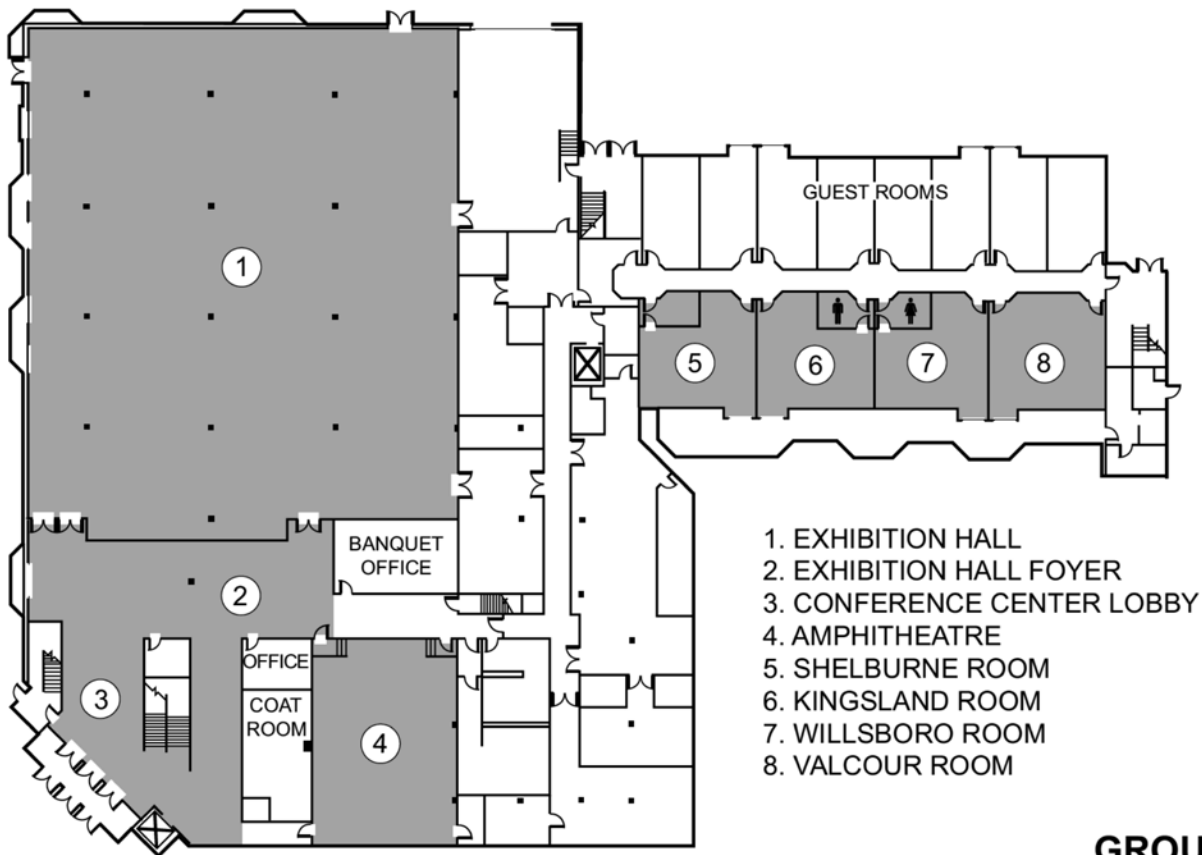 GUEST ROOMS
1
5
6
7
8
BANQUET
OFFICE
2
OFFICE
3
COAT
ROOM
4
1. EXHIBITION HALL
2. EXHIBITION HALL FOYER
3. CONFERENCE CENTER LOBBY
4. AMPHITHEATRE
5. SHELBURNE ROOM
6. KINGSLAND ROOM
7. WILLSBORO ROOM
8. VALCOUR ROOM
GROU